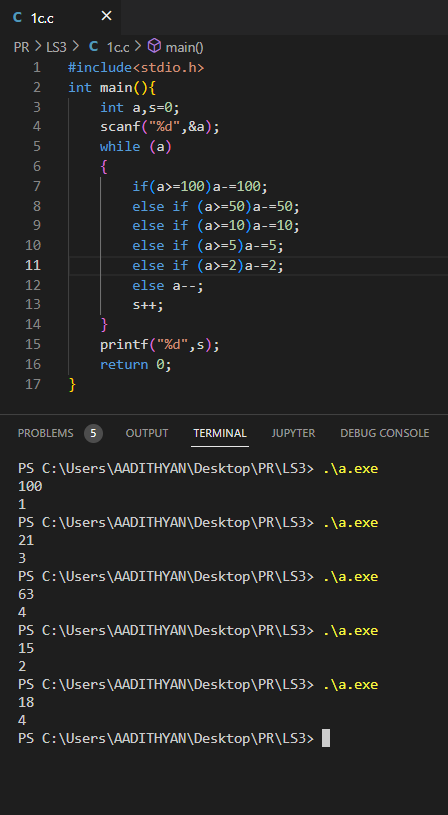 C 1c.c ×
PR > LS3 > C 1c.c > main()
1 #include<stdio.h>
2 int main(){
3     int a,s=0;
4     scanf("%d",&a);
5     while (a)
6     {
7         if(a>=100)a-=100;
8         else if (a>=50)a-=50;
9         else if (a>=10)a-=10;
10         else if (a>=5)a-=5;
11         else if (a>=2)a-=2;
12         else a--;
13         s++;
14     }
15     printf("%d",s);
16     return 0;
17 }
PROBLEMS 5 OUTPUT TERMINAL JUPYTER DEBUG CONSOLE
PS C:\Users\AADITHYAN\Desktop\PR\LS3> .\a.exe
100
1
PS C:\Users\AADITHYAN\Desktop\PR\LS3> .\a.exe
21
3
PS C:\Users\AADITHYAN\Desktop\PR\LS3> .\a.exe
63
4
PS C:\Users\AADITHYAN\Desktop\PR\LS3> .\a.exe
15
2
PS C:\Users\AADITHYAN\Desktop\PR\LS3> .\a.exe
18
4
PS C:\Users\AADITHYAN\Desktop\PR\LS3>